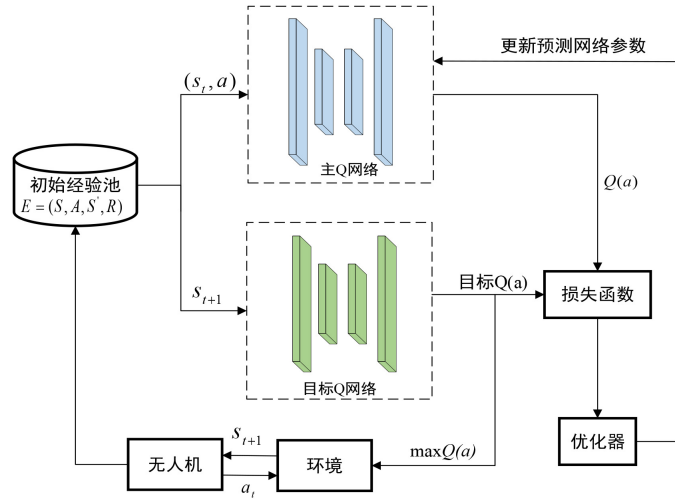 更新预测网络参数
(s_t, a)
主Q网络
初始经验池
E = (S, A, S', R)
Q(a)
s_{t+1}
目标Q(a)
损失函数
目标Q网络
s_{t+1}
maxQ(a)
优化器
无人机
环境
a_t